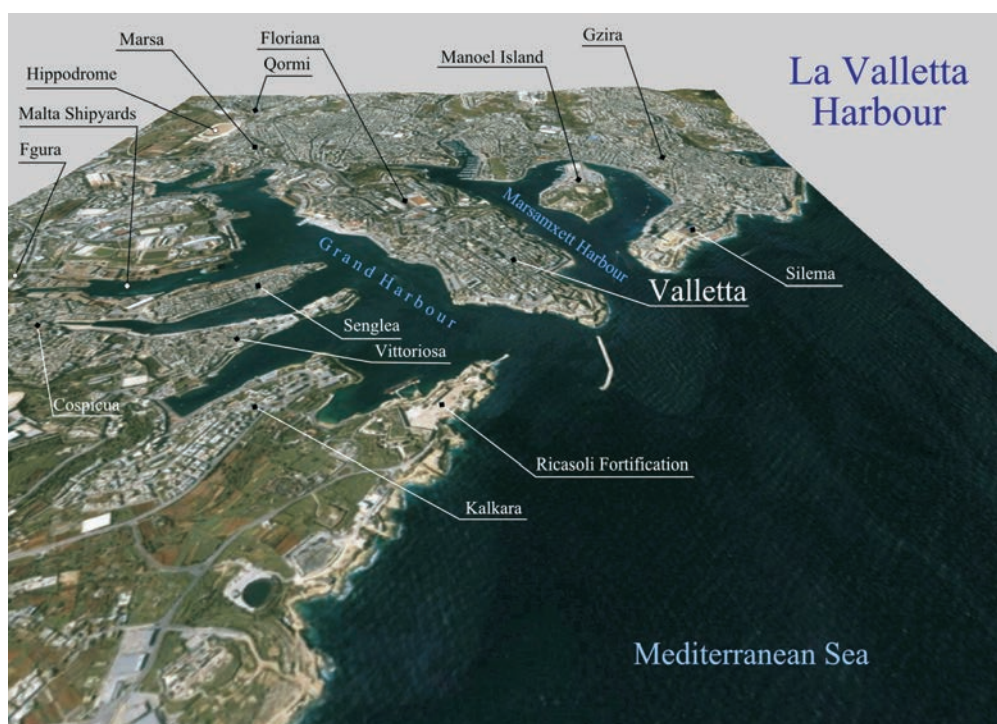 La Valletta
Harbour
Marsa
Floriana
Qormi
Manoel Island
Gzira
Hippodrome
Malta Shipyards
Fgura
Marsamxett Harbour
Grand Harbour
Silema
Valletta
Senglea
Vittoriosa
Cospicua
Ricasoli Fortification
Kalkara
Mediterranean Sea